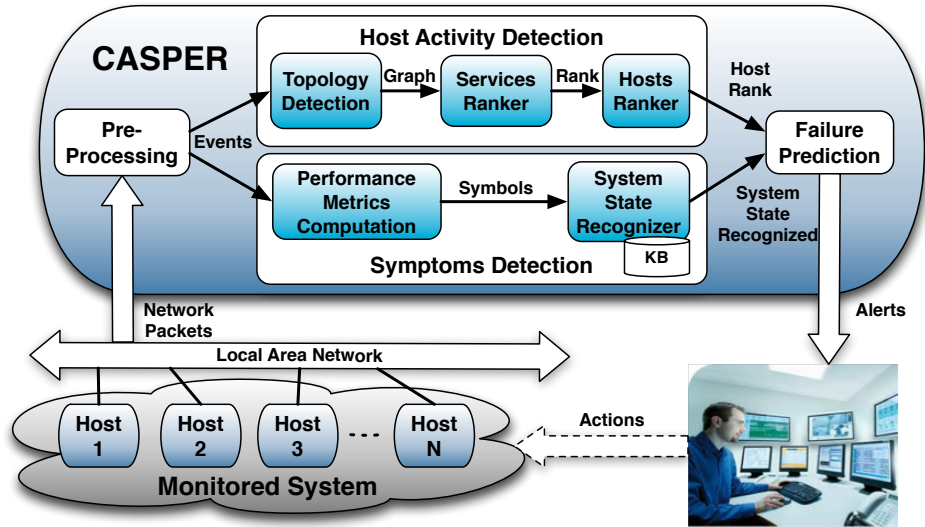 CASPER
Host Activity Detection
Topology
Detection
Graph
Services
Ranker
Rank
Hosts
Ranker
Host
Rank
Pre-
Processing
Events
Failure
Prediction
Performance
Metrics
Computation
Symbols
System
State
Recognizer
KB
System
State
Recognized
Symptoms Detection
Network
Packets
Alerts
Local Area Network
Host
1
Host
2
Host
3
...
Host
N
Actions
Monitored System